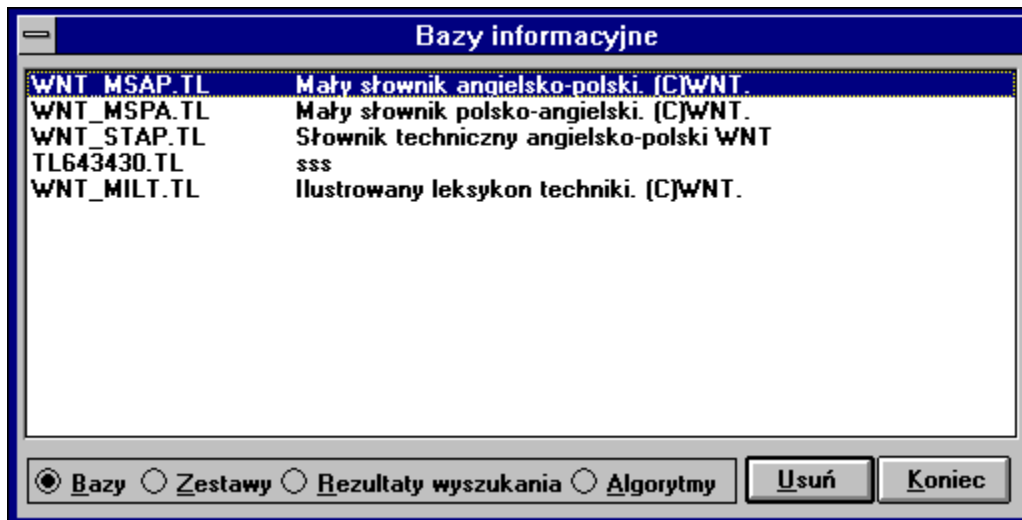 Bazy informacyjne
WNT_MSAP.TL Mały słownik angielsko-polski. (C)WNT.
WNT_MSPA.TL Mały słownik polsko-angielski. (C)WNT.
WNT_STAP.TL Słownik techniczny angielsko-polski WNT
TL643430.TL sss
WNT_MILT.TL Ilustrowany leksykon techniki. (C)WNT.
Bazy Zestawy Rezultaty wyszukania Algorytmy Usuń Koniec